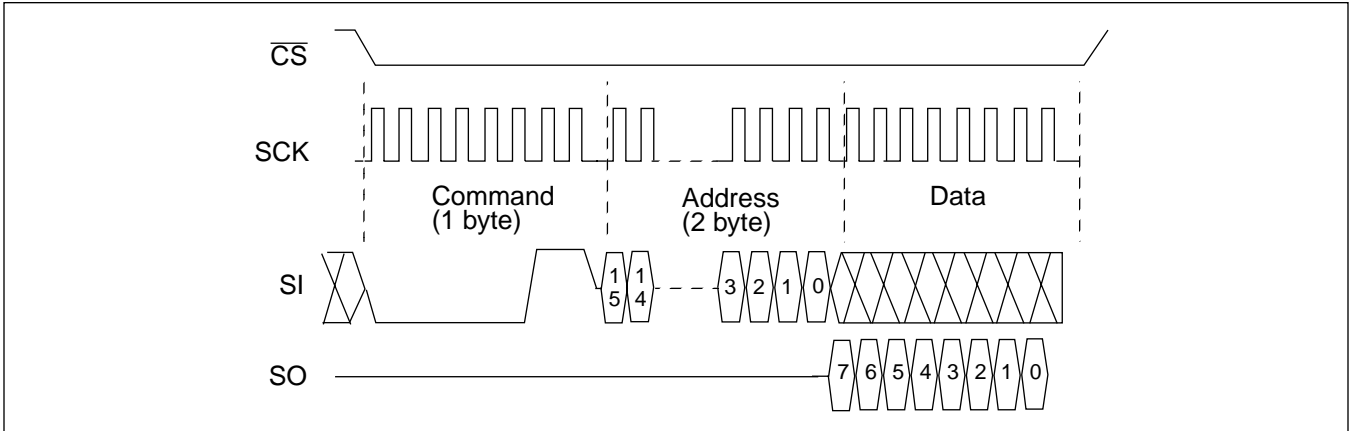 CS
SCK
Command
(1 byte)
Address
(2 byte)
Data
SI
1 5 1 4 3 2 1 0
SO
7 6 5 4 3 2 1 0